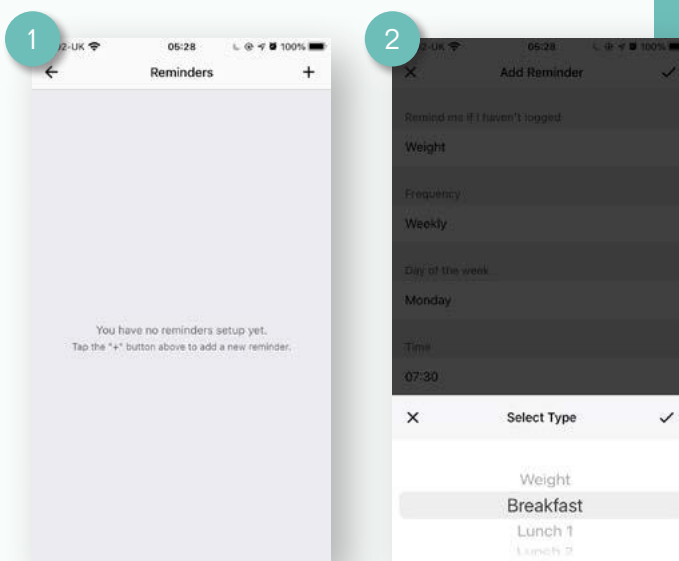 1
2-UK 05:28 100%
Reminders +
You have no reminders setup yet.
Tap the "+" button above to add a new reminder.
2
2-UK 05:28 100%
Add Reminder
Remind me if I haven't logged
Weight
Frequency
Weekly
Day of the week
Monday
Time
07:30
Select Type
Weight
Breakfast
Lunch 1
Lunch 2